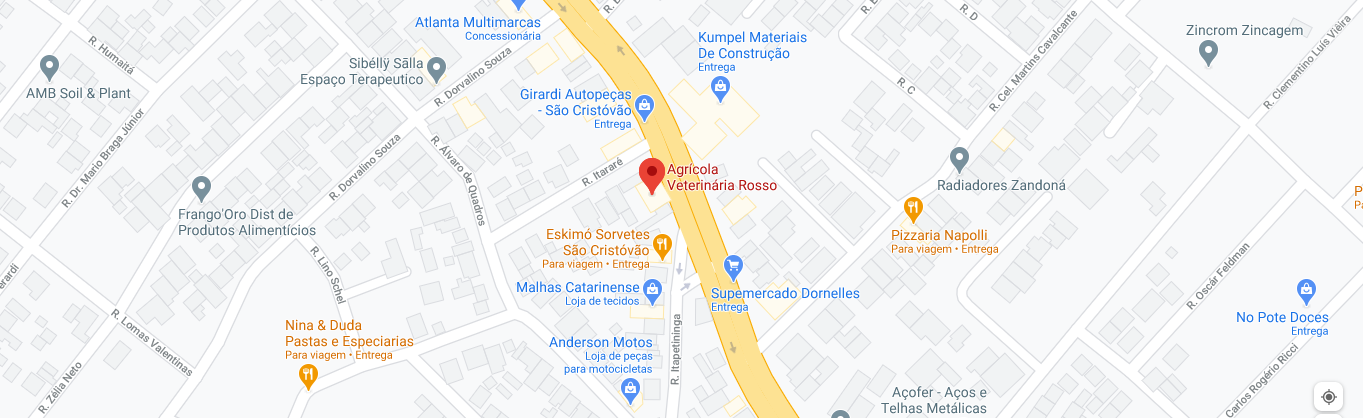 Atlanta Multimarcas
Concessionária
R. D
Kumpel Materiais
De Construção
Entrega
Zincrom Zincagem
R. Humaitá
Sibéllÿ Sãlla
Espaço Terapeutico
R. Dorvalino Souza
AMB Soil & Plant
Girardi Autopeças
- São Cristóvão
Entrega
R. C
R. Cel. Martins Cavalcante
R. Clementino Luís Viêira
R. Dr. Mario Braga Júnior
R. Dorvalino Souza
R. Álvaro de Quadros
R. Itararé
Agrícola
Veterinária Rosso
Radiadores Zandoná
Frango'Oro Dist de
Produtos Alimentícios
Eskimó Sorvetes
São Cristóvão
Para viagem • Entrega
Pizzaria Napolli
Para viagem • Entrega
R. Lino Schel
R. Oscár Feldman
Malhas Catarinense
Loja de tecidos
Supemercado Dornelles
Entrega
No Pote Doces
Entrega
R. Lomas Valentinas
Nina & Duda
Pastas e Especiarias
Para viagem • Entrega
Anderson Motos
Loja de peças
para motocicletas
R. Itapetininga
R. Zélia Neto
Açofer - Aços e
Telhas Metálicas
Carlos Rogério Ricci